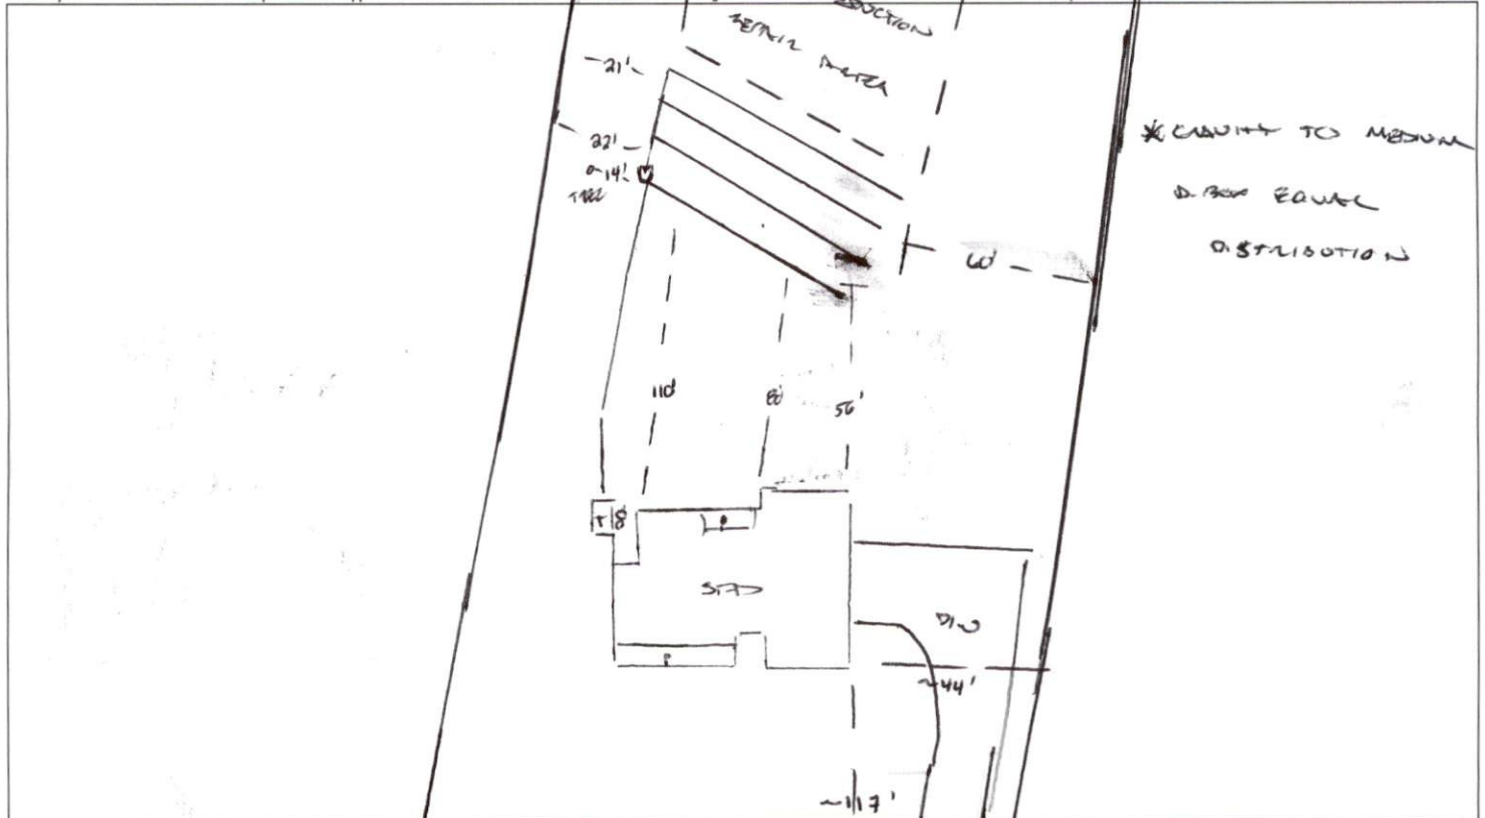 REPAIR AREA
21'
22'
~14'
TREE
* GRAVITY TO MEDIUM
D. BOX EQUAL
DISTRIBUTION
60'
110'
80'
56'
T
8'
P
SFD
D/W
P
~44'
~117'